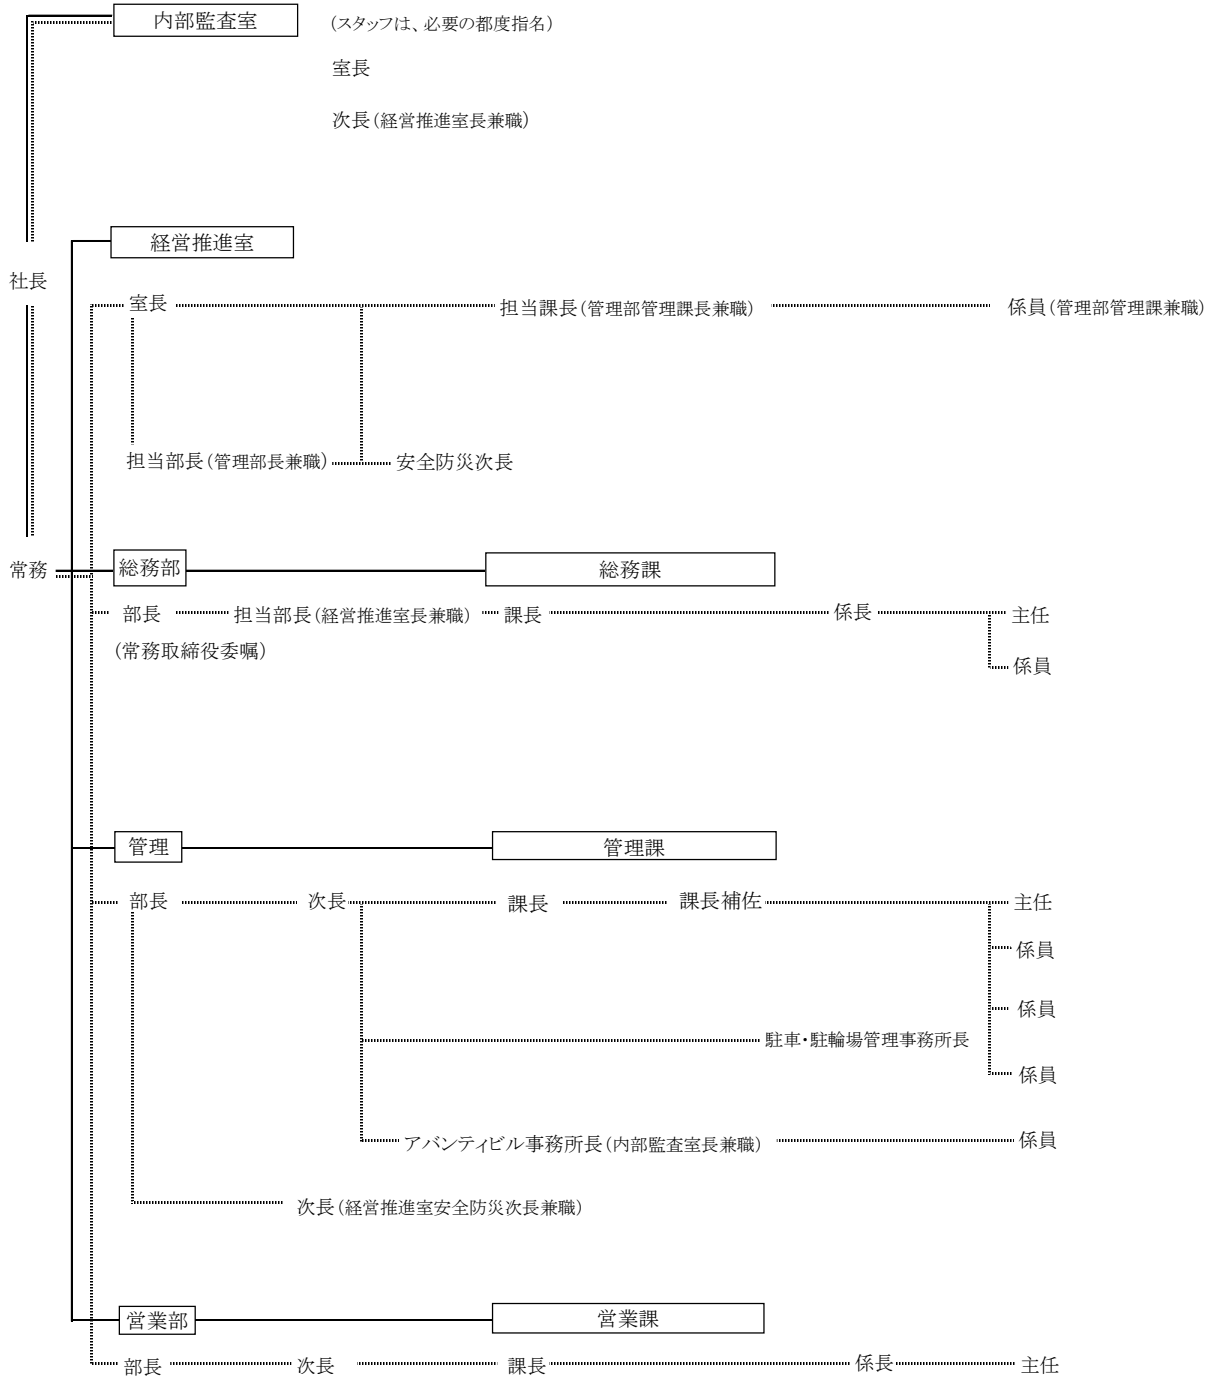 内部監査室
(スタッフは、必要の都度指名)
室長
次長(経営推進室長兼職)
経営推進室
社長
室長
担当課長(管理部管理課長兼職)
係員(管理部管理課兼職)
担当部長(管理部長兼職)
安全防災次長
常務
総務部
総務課
部長
担当部長(経営推進室長兼職)
課長
係長
主任
(常務取締役委嘱)
係員
管理
管理課
部長
次長
課長
課長補佐
主任
係員
係員
駐車・駐輪場管理事務所長
係員
アバンティビル事務所長(内部監査室長兼職)
係員
次長(経営推進室安全防災次長兼職)
営業部
営業課
部長
次長
課長
係長
主任